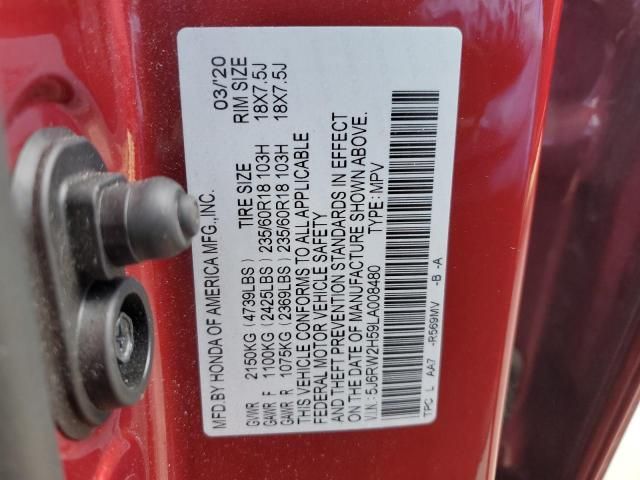 MFD.BY HONDA OF AMERICA MFG.,INC. 03/'20
TIRE SIZE RIM SIZE
GVWR 2150KG (4739LBS)
GAWR F 1100KG (2425LBS) 235/60R18 103H 18X7.5J
GAWR R 1075KG (2369LBS) 235/60R18 103H 18X7.5J
THIS VEHICLE CONFORMS TO ALL APPLICABLE
FEDERAL MOTOR VEHICLE SAFETY
AND THEFT PREVENTION STANDARDS IN EFFECT
ON THE DATE OF MANUFACTURE SHOWN ABOVE.
V.I.N.: 5J6RW2H59LA008480 TYPE: MPV
TPG L AA7 -R569MV -B -A